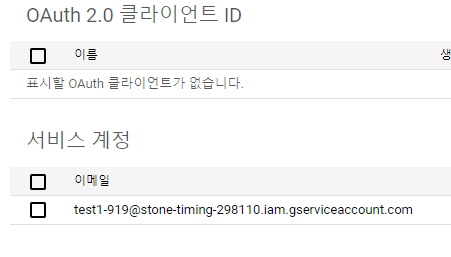 OAuth 2.0 클라이언트 ID
이름 생
표시할 OAuth 클라이언트가 없습니다.
서비스 계정
이메일
test1-919@stone-timing-298110.iam.gserviceaccount.com